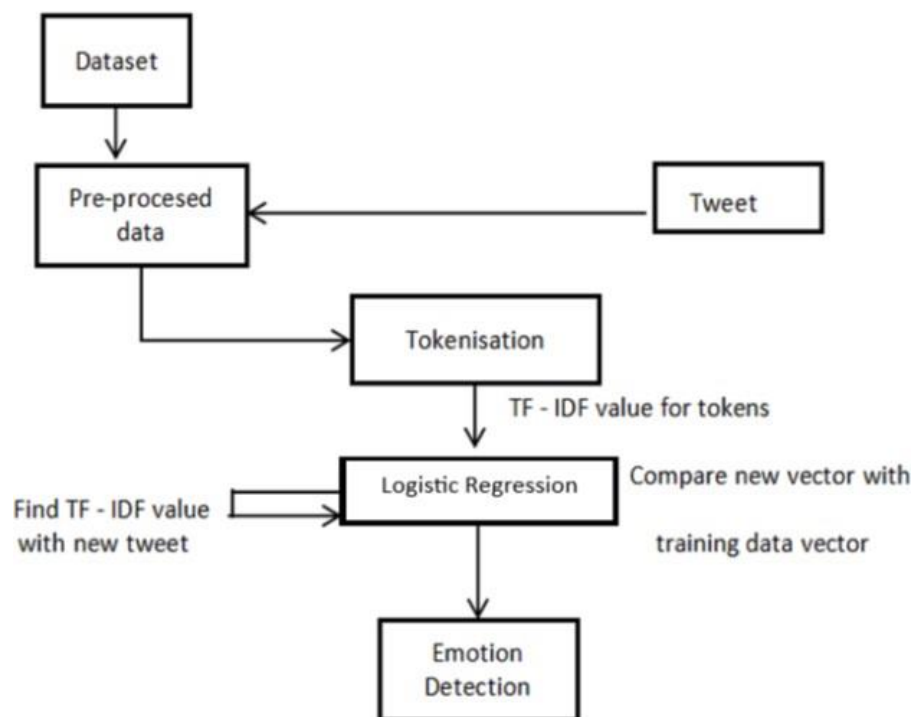 Dataset
Pre-procesed
data
Tweet
Tokenisation
TF - IDF value for tokens
Logistic Regression
Compare new vector with
training data vector
Find TF - IDF value
with new tweet
Emotion
Detection